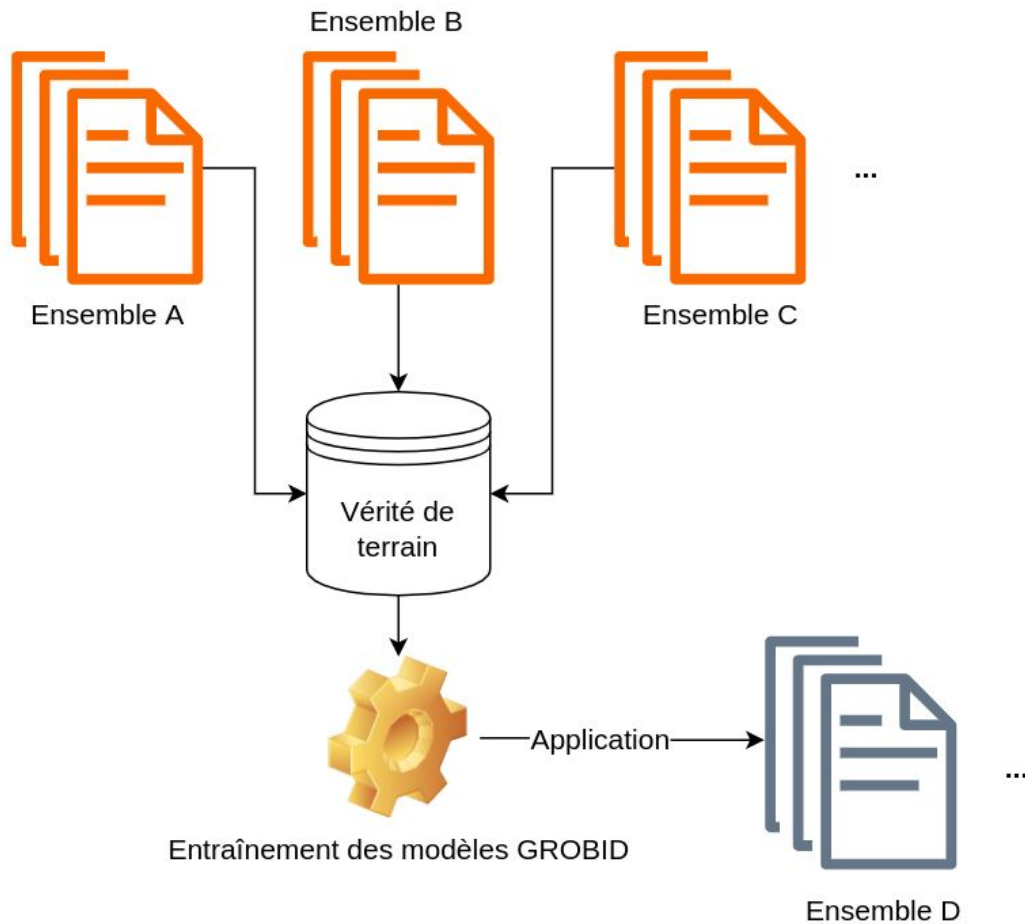 Ensemble B
Ensemble A
Ensemble C
...
Vérité de
terrain
Application
...
Entraînement des modèles GROBID
Ensemble D